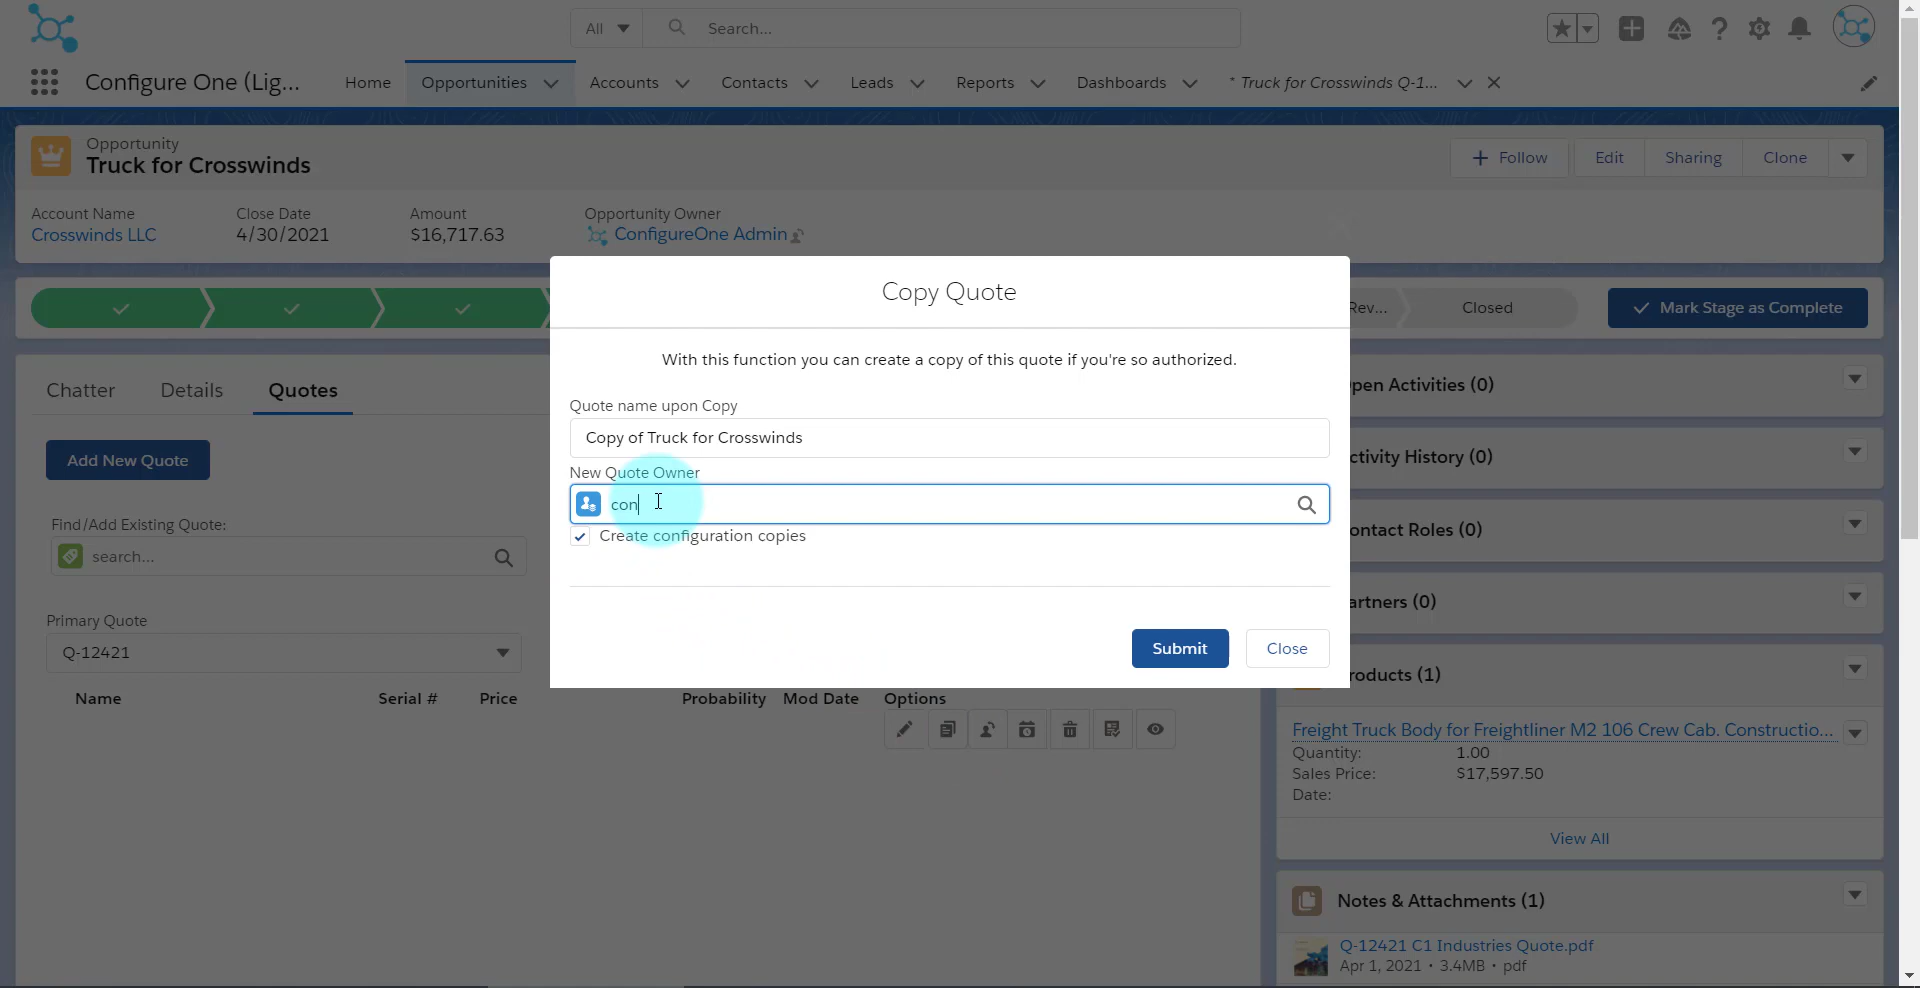 All
Search...
Configure One (Lig...
Home
Opportunities
Accounts
Contacts
Leads
Reports
Dashboards
* Truck for Crosswinds Q-1...
Opportunity
Truck for Crosswinds
Follow
Edit
Sharing
Clone
Account Name
Close Date
Amount
Opportunity Owner
Crosswinds LLC
4/30/2021
$16,717.63
ConfigureOne Admin
Copy Quote
Rev...
Closed
Mark Stage as Complete
With this function you can create a copy of this quote if you're so authorized.
Chatter
Details
Quotes
pen Activities (0)
Quote name upon Copy
Copy of Truck for Crosswinds
Add New Quote
ctivity History (0)
New Quote Owner
con
Find/Add Existing Quote:
search...
Create configuration copies
ontact Roles (0)
artners (0)
Primary Quote
Q-12421
Submit
Close
roducts (1)
Name
Serial #
Price
Probability
Mod Date
Options
Freight Truck Body for Freightliner M2 106 Crew Cab. Constructio...
Quantity:
1.00
Sales Price:
$17,597.50
Date:
View All
Notes & Attachments (1)
Q-12421 C1 Industries Quote.pdf
Apr 1, 2021 • 3.4MB • pdf